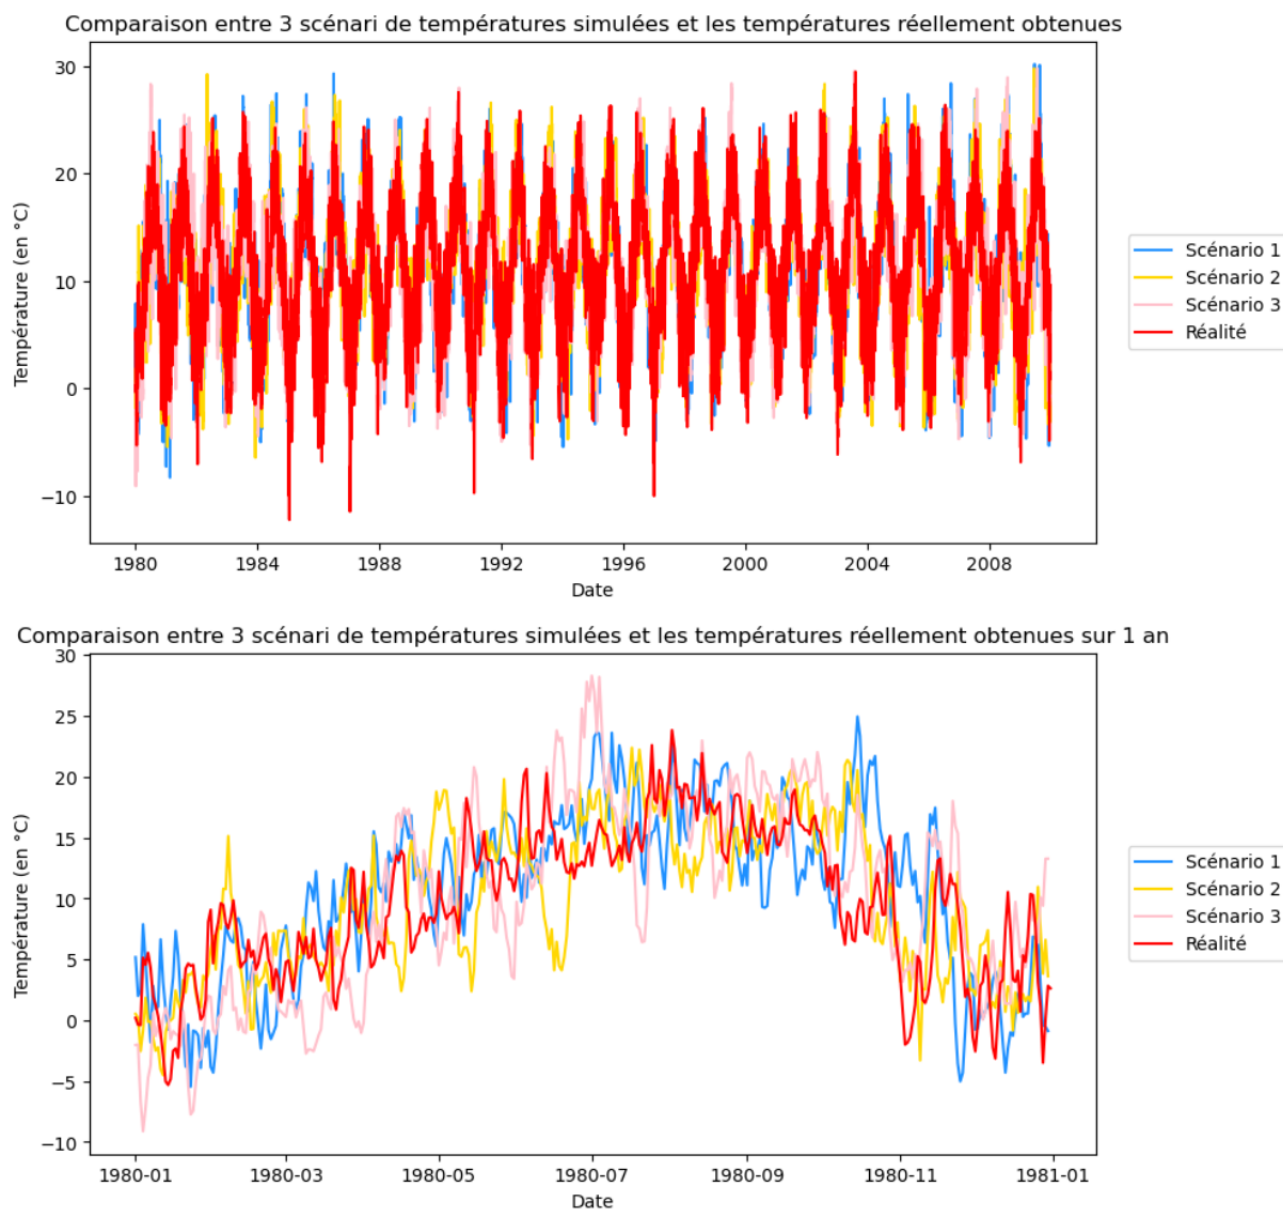 Comparaison entre 3 scénari de températures simulées et les températures réellement obtenues
30
20
10
0
−10
Température (en °C)
1980 1984 1988 1992 1996 2000 2004 2008
Date
Scénario 1
Scénario 2
Scénario 3
Réalité
Comparaison entre 3 scénari de températures simulées et les températures réellement obtenues sur 1 an
30
25
20
15
10
5
0
−5
−10
Température (en °C)
1980-01 1980-03 1980-05 1980-07 1980-09 1980-11 1981-01
Date
Scénario 1
Scénario 2
Scénario 3
Réalité